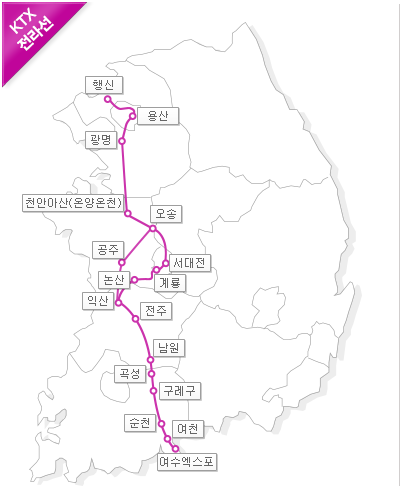 KTX
전라선
행신
용산
광명
천안아산(온양온천)
오송
공주
서대전
논산
계룡
익산
전주
남원
곡성
구례구
순천
여천
여수엑스포